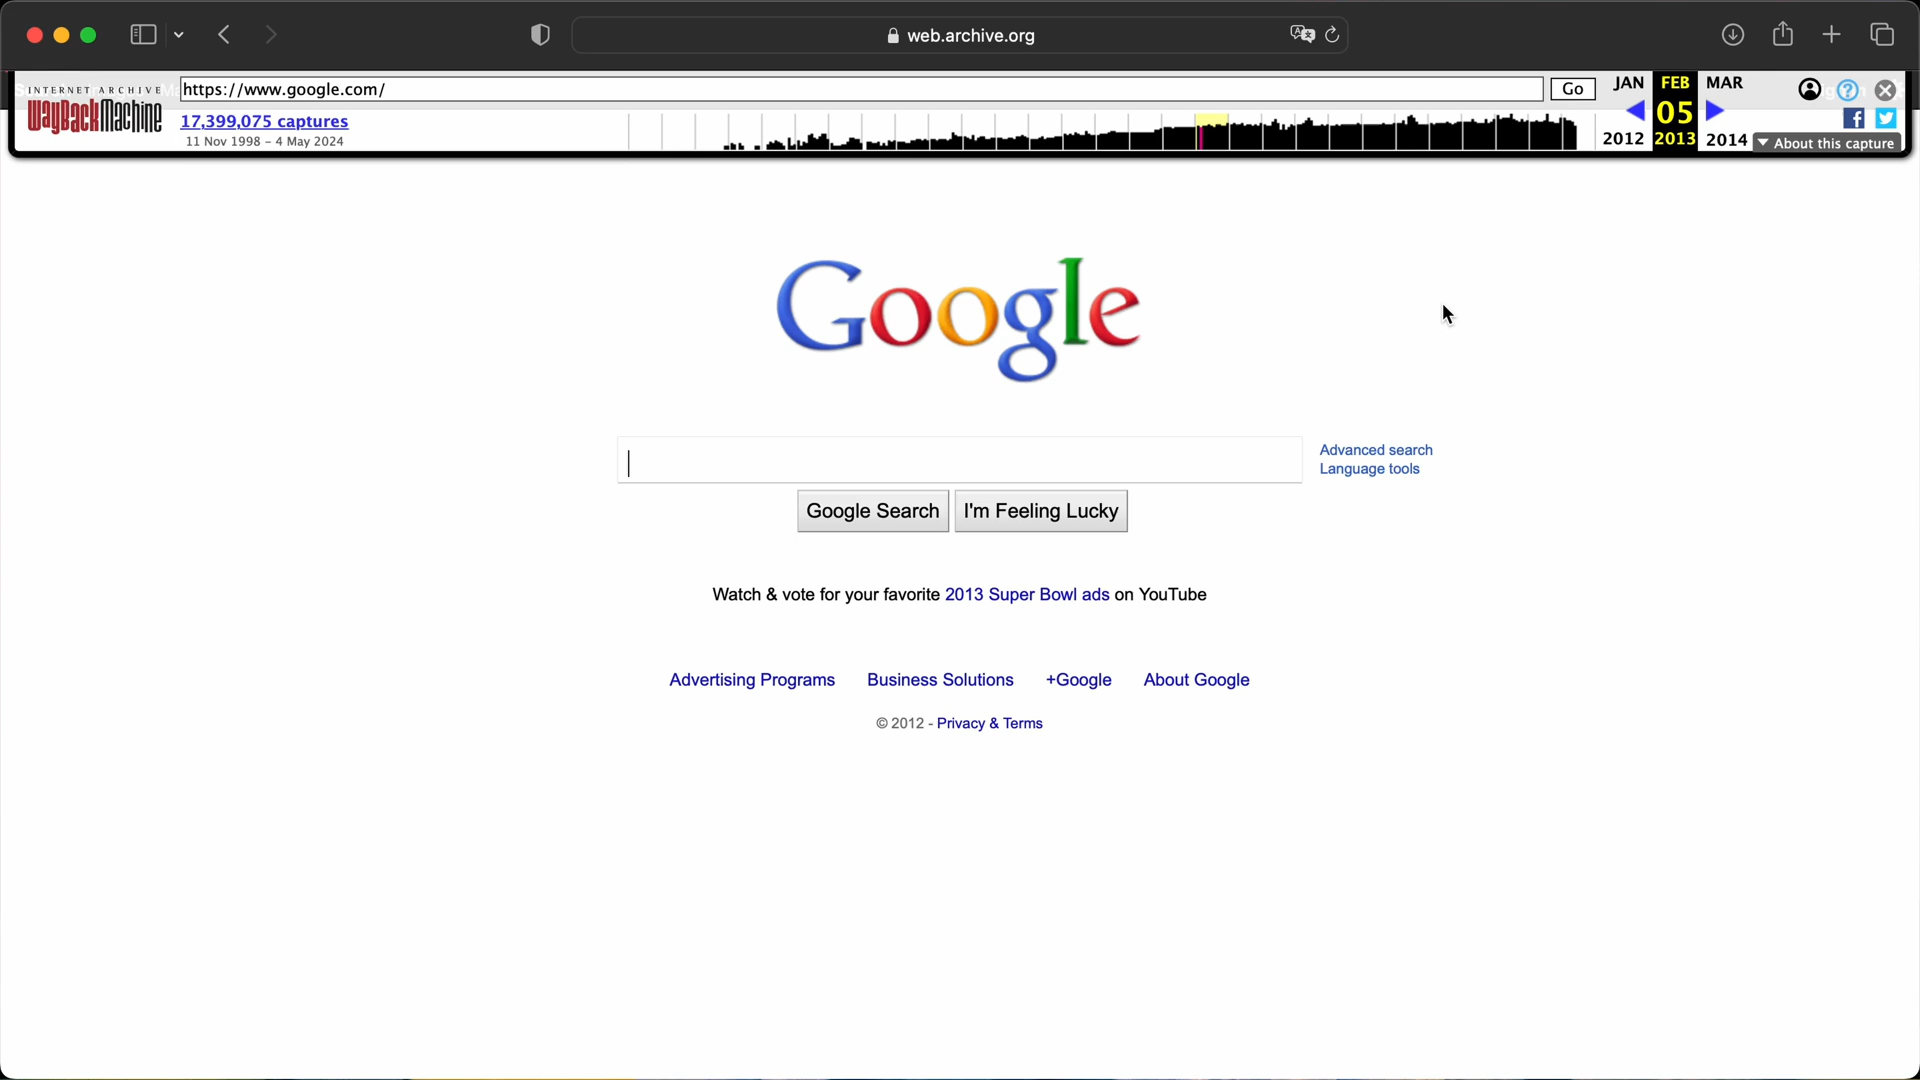 web.archive.org
INTERNET ARCHIVE
WayBackMachine
https://www.google.com/
Go
JAN FEB MAR
17,399,075 captures
05
11 Nov 1998 – 4 May 2024
2012 2013 2014
About this capture
Google
Advanced search
Language tools
Google Search I'm Feeling Lucky
Watch & vote for your favorite 2013 Super Bowl ads on YouTube
Advertising Programs Business Solutions +Google About Google
© 2012 - Privacy & Terms